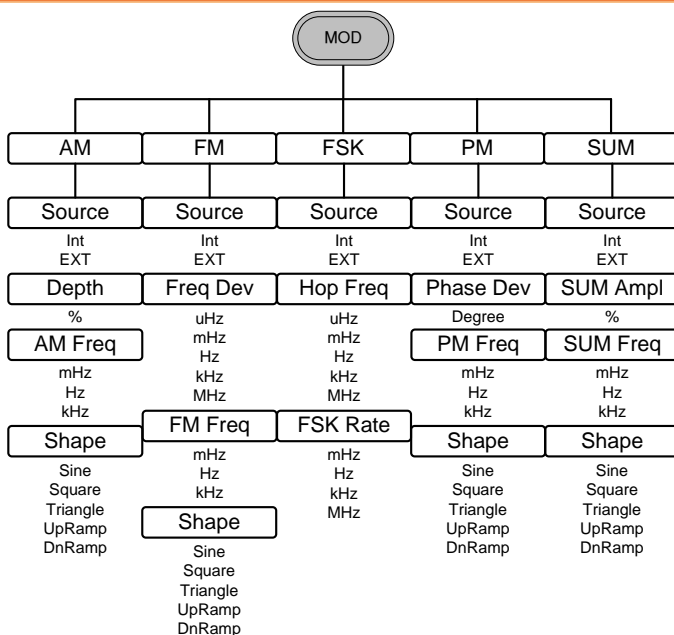 MOD
AM
FM
FSK
PM
SUM
Source
Int
EXT
Depth
%
AM Freq
mHz
Hz
kHz
Shape
Sine
Square
Triangle
UpRamp
DnRamp
Source
Int
EXT
Freq Dev
uHz
mHz
Hz
kHz
MHz
FM Freq
mHz
Hz
kHz
Shape
Sine
Square
Triangle
UpRamp
DnRamp
Source
Int
EXT
Hop Freq
uHz
mHz
Hz
kHz
MHz
FSK Rate
mHz
Hz
kHz
MHz
Source
Int
EXT
Phase Dev
Degree
PM Freq
mHz
Hz
kHz
Shape
Sine
Square
Triangle
UpRamp
DnRamp
Source
Int
EXT
SUM Ampl
%
SUM Freq
mHz
Hz
kHz
Shape
Sine
Square
Triangle
UpRamp
DnRamp